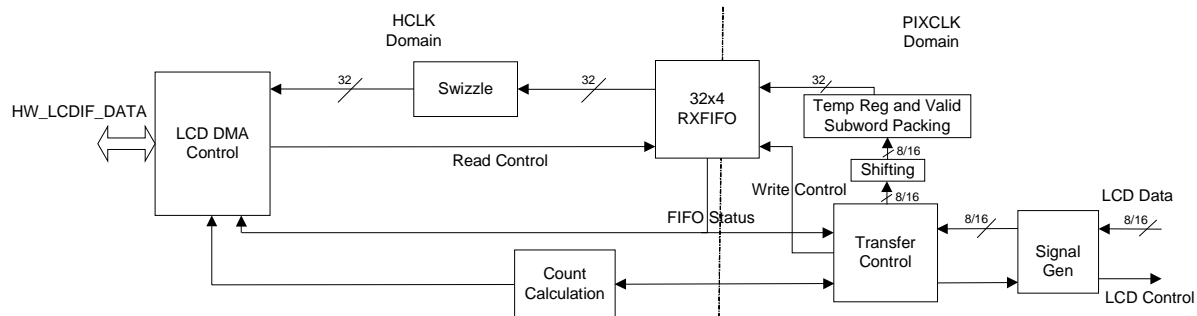 HCLK
Domain
PIXCLK
Domain
HW_LCDIF_DATA
LCD DMA
Control
32
Swizzle
32
32x4
RXFIFO
32
Temp Reg and Valid
Subword Packing
8/16
Shifting
8/16
Read Control
Write Control
FIFO Status
Transfer
Control
8/16
Signal
Gen
LCD Data
8/16
LCD Control
Count
Calculation